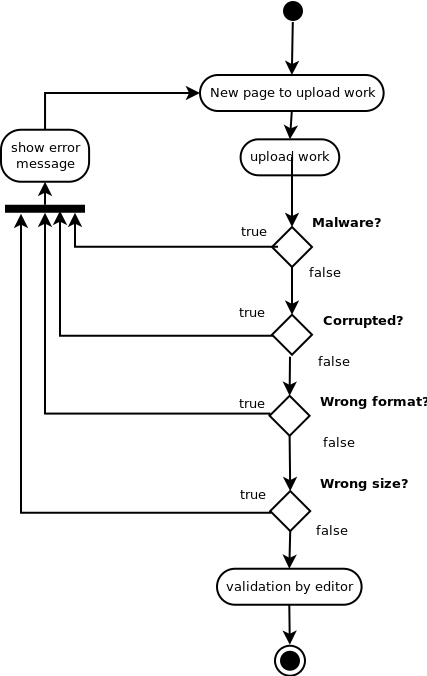 New page to upload work
show error
message
upload work
Malware?
true
false
true
Corrupted?
false
true
Wrong format?
false
true
Wrong size?
false
validation by editor